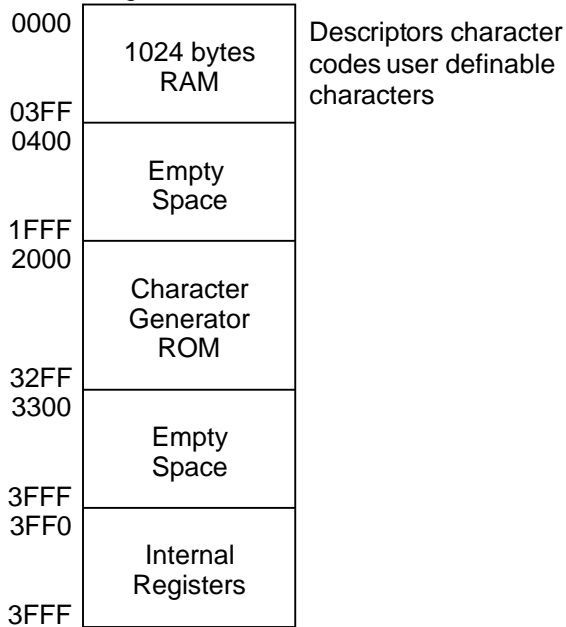 0000
1024 bytes
RAM
Descriptors character
codes user definable
characters
03FF
0400
Empty
Space
1FFF
2000
Character
Generator
ROM
32FF
3300
Empty
Space
3FFF
3FF0
Internal
Registers
3FFF